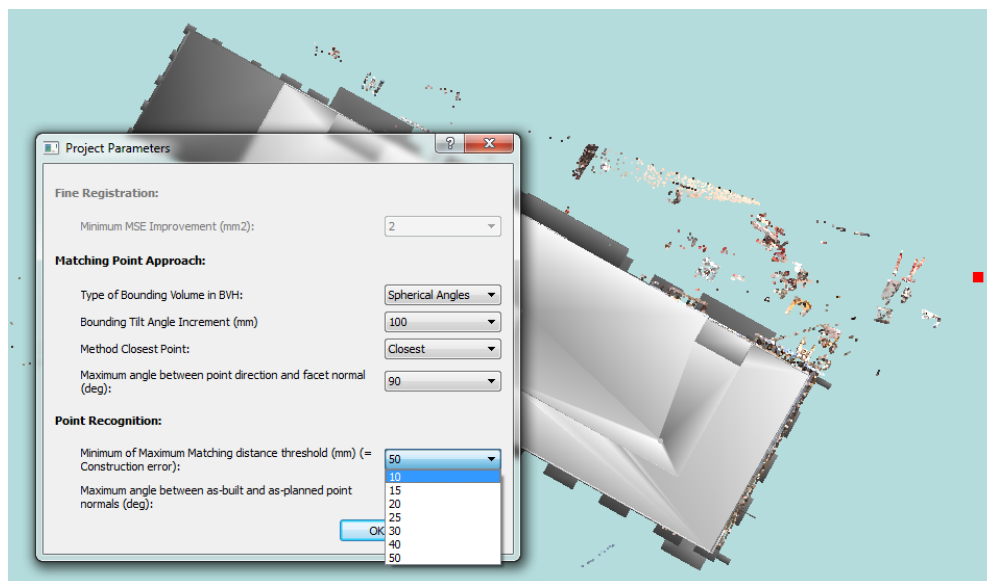 Project Parameters
Fine Registration:
Minimum MSE Improvement (mm2):
2
Matching Point Approach:
Type of Bounding Volume in BVH:
Spherical Angles
Bounding Tilt Angle Increment (mm)
100
Method Closest Point:
Closest
Maximum angle between point direction and facet normal
(deg):
90
Point Recognition:
Minimum of Maximum Matching distance threshold (mm) (=
Construction error):
50
10
15
20
25
30
40
50
Maximum angle between as-built and as-planned point
normals (deg):
OK